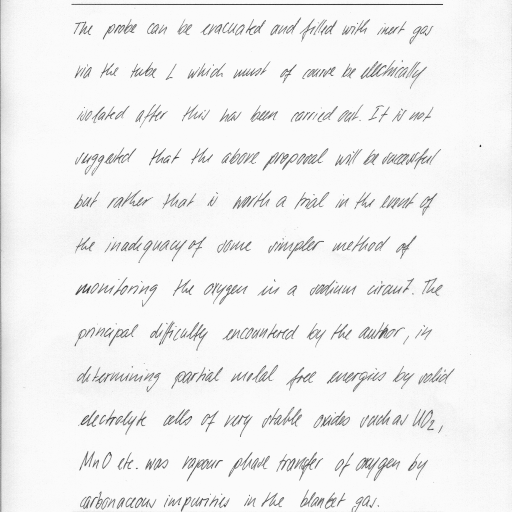 The probe can be evacuated and filled with inert gas
via the tube L which must of course be electrically
isolated after this has been carried out. It is not
suggested that the above proposal will be successful
but rather that is worth a trial in the event of
the inadequacy of some simpler method of
monitoring the oxygen in a sodium circuit. The
principal difficulty encountered by the author, in
determining partial molal free energies by solid
electrolyte cells of very stable oxides such as UO₂,
MnO etc. was vapour phase transfer of oxygen by
carbonaceous impurities in the blanket gas.